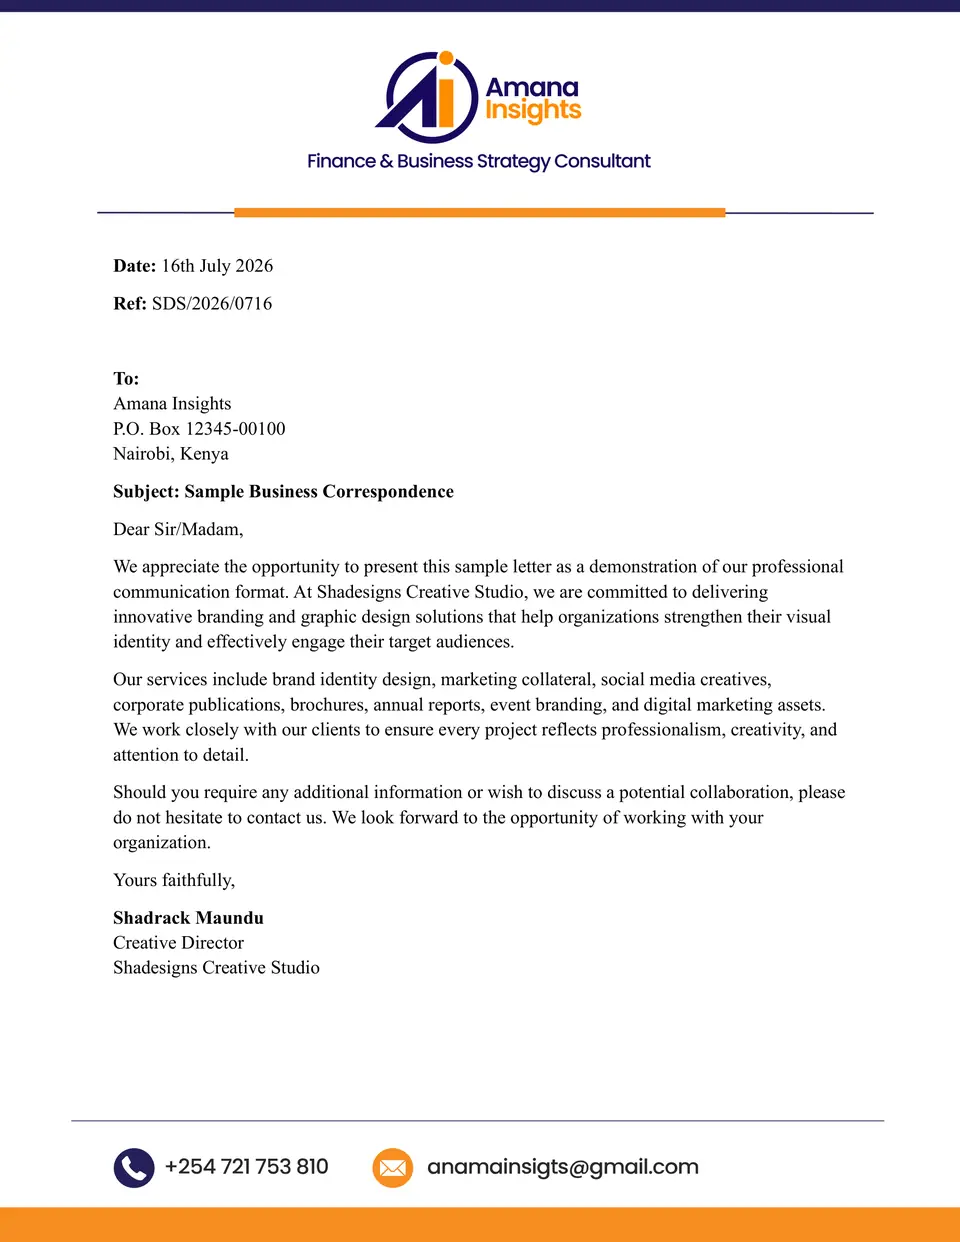 Amana
Insights
Finance & Business Strategy Consultant
Date: 16th July 2026
Ref: SDS/2026/0716
To:
Amana Insights
P.O. Box 12345-00100
Nairobi, Kenya
Subject: Sample Business Correspondence
Dear Sir/Madam,
We appreciate the opportunity to present this sample letter as a demonstration of our professional
communication format. At Shadesigns Creative Studio, we are committed to delivering
innovative branding and graphic design solutions that help organizations strengthen their visual
identity and effectively engage their target audiences.
Our services include brand identity design, marketing collateral, social media creatives,
corporate publications, brochures, annual reports, event branding, and digital marketing assets.
We work closely with our clients to ensure every project reflects professionalism, creativity, and
attention to detail.
Should you require any additional information or wish to discuss a potential collaboration, please
do not hesitate to contact us. We look forward to the opportunity of working with your
organization.
Yours faithfully,
Shadrack Maundu
Creative Director
Shadesigns Creative Studio
+254 721 753 810
anamainsigts@gmail.com